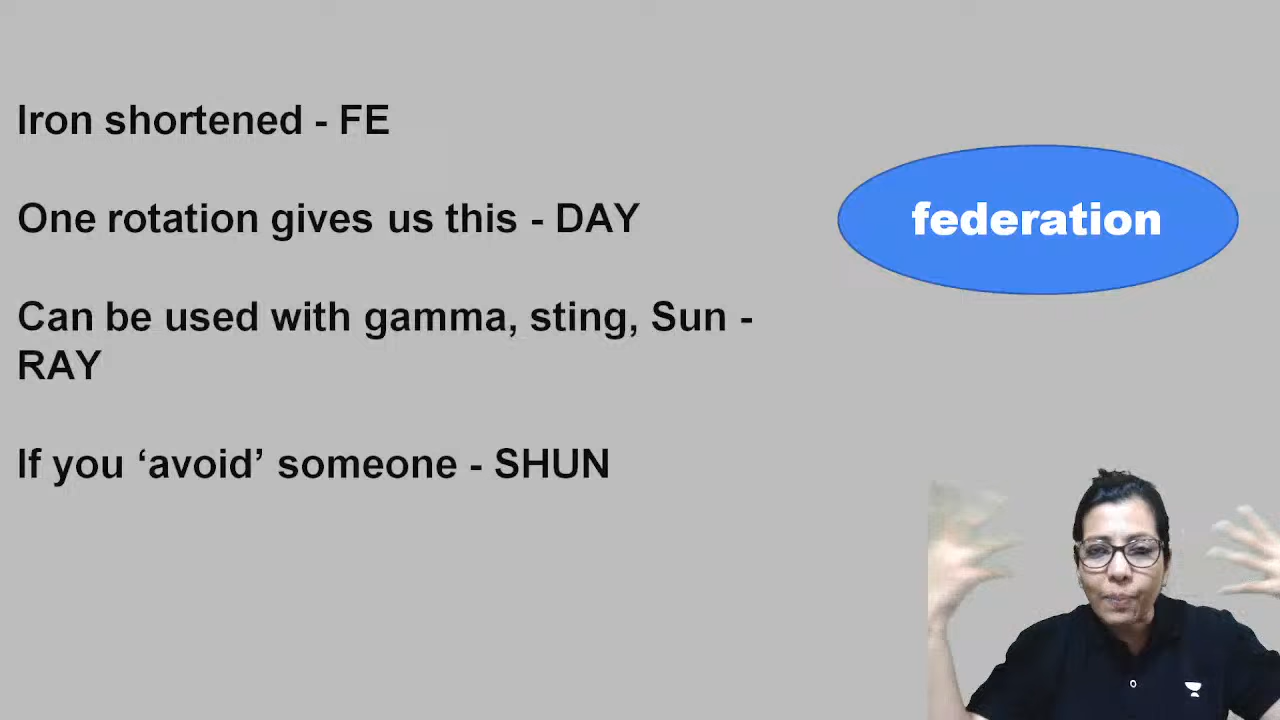 Iron shortened - FE
One rotation gives us this - DAY
Can be used with gamma, sting, Sun -
RAY
If you ‘avoid’ someone - SHUN
federation